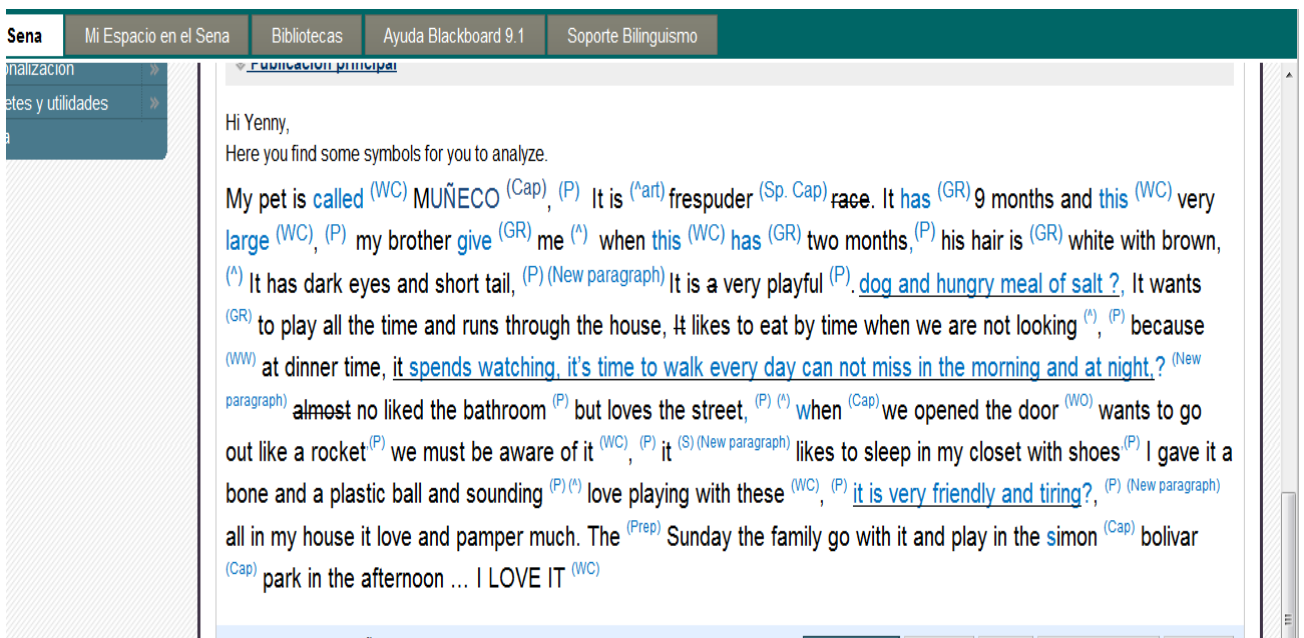 Sena Mi Espacio en el Sena Bibliotecas Ayuda Blackboard 9.1 Soporte Bilinguismo
Publicación principal
Hi Yenny,
Here you find some symbols for you to analyze.
My pet is called (WC) MUÑECO (Cap), (P) It is (^art) frespuder (Sp. Cap) race. It has (GR) 9 months and this (WC) very
large (WC), (P) my brother give (GR) me (^) when this (WC) has (GR) two months,(P) his hair is (GR) white with brown,
(^) It has dark eyes and short tail, (P) (New paragraph) It is a very playful (P). dog and hungry meal of salt ?, It wants
(GR) to play all the time and runs through the house, It likes to eat by time when we are not looking (^), (P) because
(WW) at dinner time, it spends watching, it's time to walk every day can not miss in the morning and at night,? (New
paragraph) almost no liked the bathroom (P) but loves the street, (P) (^) when (Cap) we opened the door (WO) wants to go
out like a rocket (P) we must be aware of it (WC), (P) it (S) (New paragraph) likes to sleep in my closet with shoes (P) I gave it a
bone and a plastic ball and sounding (P) (^) love playing with these (WC), (P) it is very friendly and tiring?, (P) (New paragraph)
all in my house it love and pamper much. The (Prep) Sunday the family go with it and play in the simon (Cap) bolivar
(Cap) park in the afternoon ... I LOVE IT (WC)